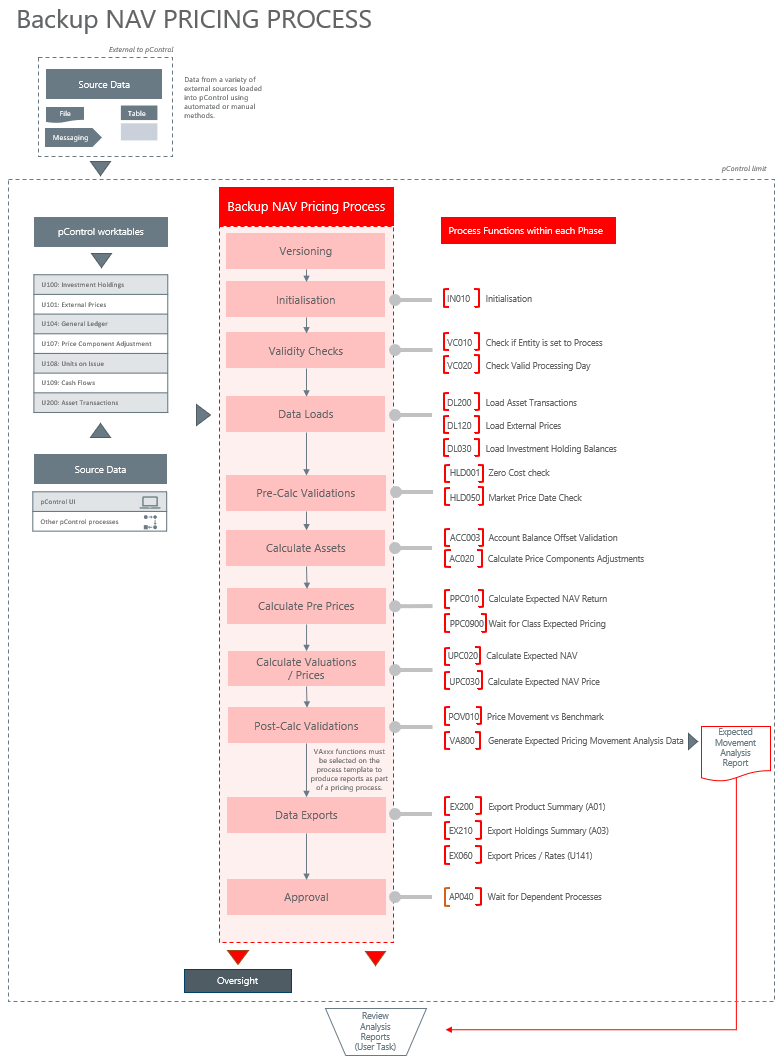 Backup NAV PRICING PROCESS
External to pControl
Source Data
File
Table
Messaging
Data from a variety of
external sources loaded
into pControl using
automated or manual
methods.
pControl limit
pControl worktables
U100: Investment Holdings
U101: External Prices
U104: General Ledger
U107: Price Component Adjustment
U108: Units on Issue
U109: Cash Flows
U200: Asset Transactions
Source Data
pControl UI
Other pControl processes
Backup NAV Pricing Process
Versioning
Initialisation
Validity Checks
Data Loads
Pre-Calc Validations
Calculate Assets
Calculate Pre Prices
Calculate Valuations
/ Prices
Post-Calc Validations
VAxxx functions must
be selected on the
process template to
produce reports as part
of a pricing process.
Data Exports
Approval
Oversight
Process Functions within each Phase
IN010 Initialisation
VC010 Check if Entity is set to Process
VC020 Check Valid Processing Day
DL200 Load Asset Transactions
DL120 Load External Prices
DL030 Load Investment Holding Balances
HLD001 Zero Cost check
HLD050 Market Price Date Check
ACC003 Account Balance Offset Validation
AC020 Calculate Price Components Adjustments
PPC010 Calculate Expected NAV Return
PPC0900 Wait for Class Expected Pricing
UPC020 Calculate Expected NAV
UPC030 Calculate Expected NAV Price
POV010 Price Movement vs Benchmark
VA800 Generate Expected Pricing Movement Analysis Data
EX200 Export Product Summary (A01)
EX210 Export Holdings Summary (A03)
EX060 Export Prices / Rates (U141)
AP040 Wait for Dependent Processes
Expected
Movement
Analysis
Report
Review
Analysis
Reports
(User Task)